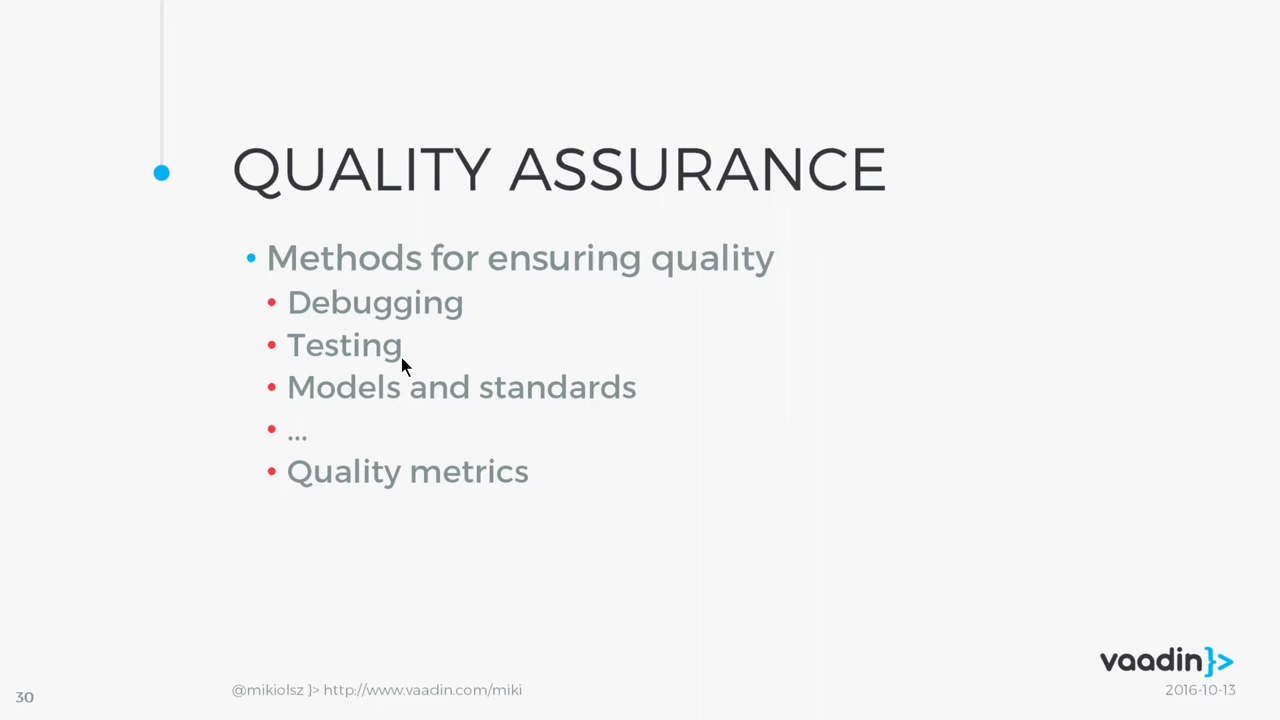 QUALITY ASSURANCE
• Methods for ensuring quality
• Debugging
• Testing
• Models and standards
• ...
• Quality metrics
vaadin}>
30
@mikiolsz }> http://www.vaadin.com/miki
2016-10-13